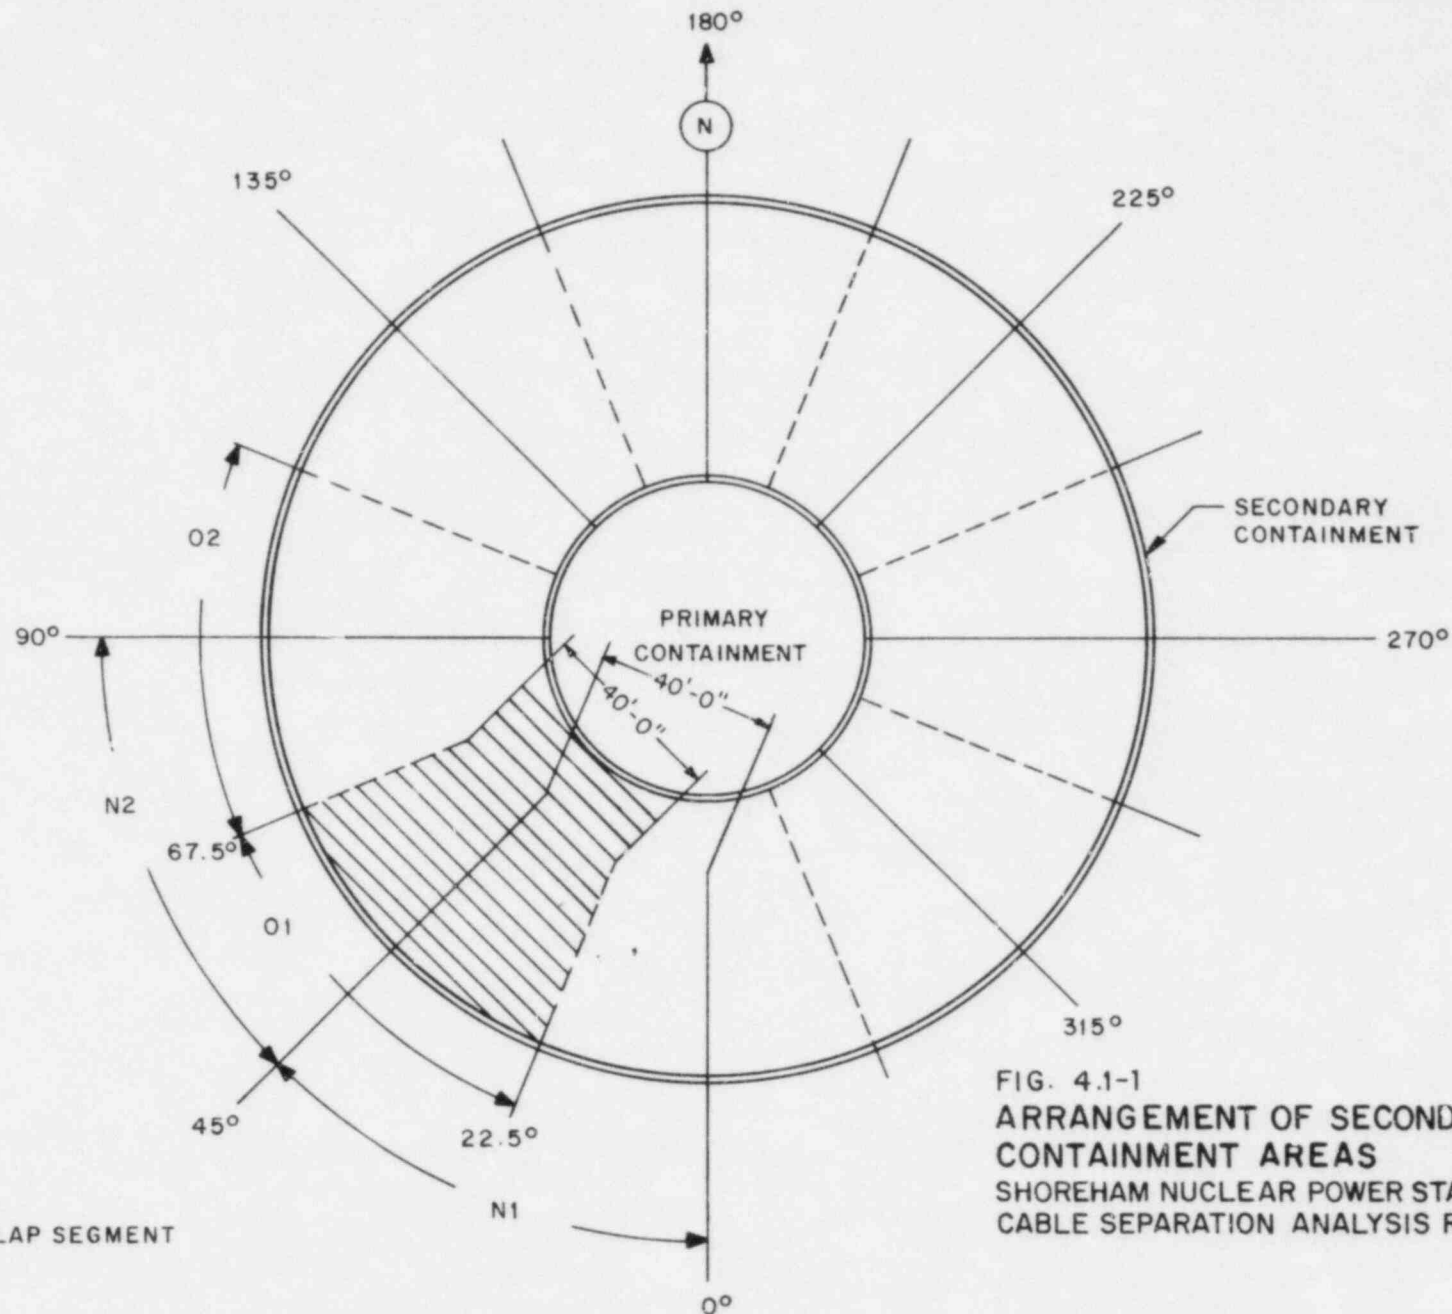 180°
N
135°
225°
O2
SECONDARY
CONTAINMENT
PRIMARY
CONTAINMENT
90°
270°
40'-0"
40'-0"
N2
67.5°
O1
315°
45°
22.5°
N1
FIG. 4.1-1
ARRANGEMENT OF SECOND
CONTAINMENT AREAS
SHOREHAM NUCLEAR POWER STA
CABLE SEPARATION ANALYSIS R
LAP SEGMENT
0°